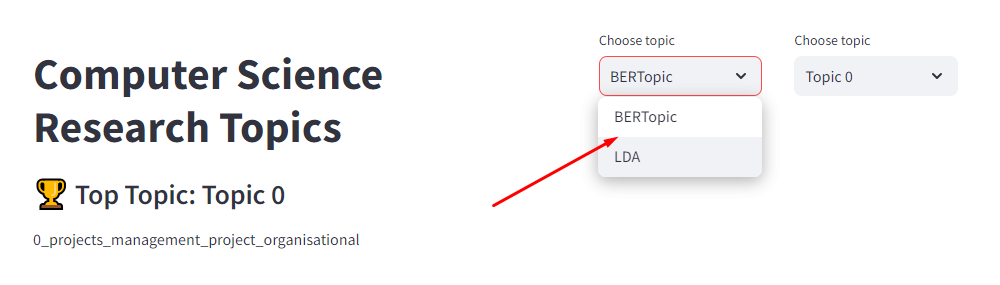 Computer Science
Research Topics
Top Topic: Topic 0
0_projects_management_project_organisational
Choose topic
BERTopic
BERTopic
LDA
Choose topic
Topic 0